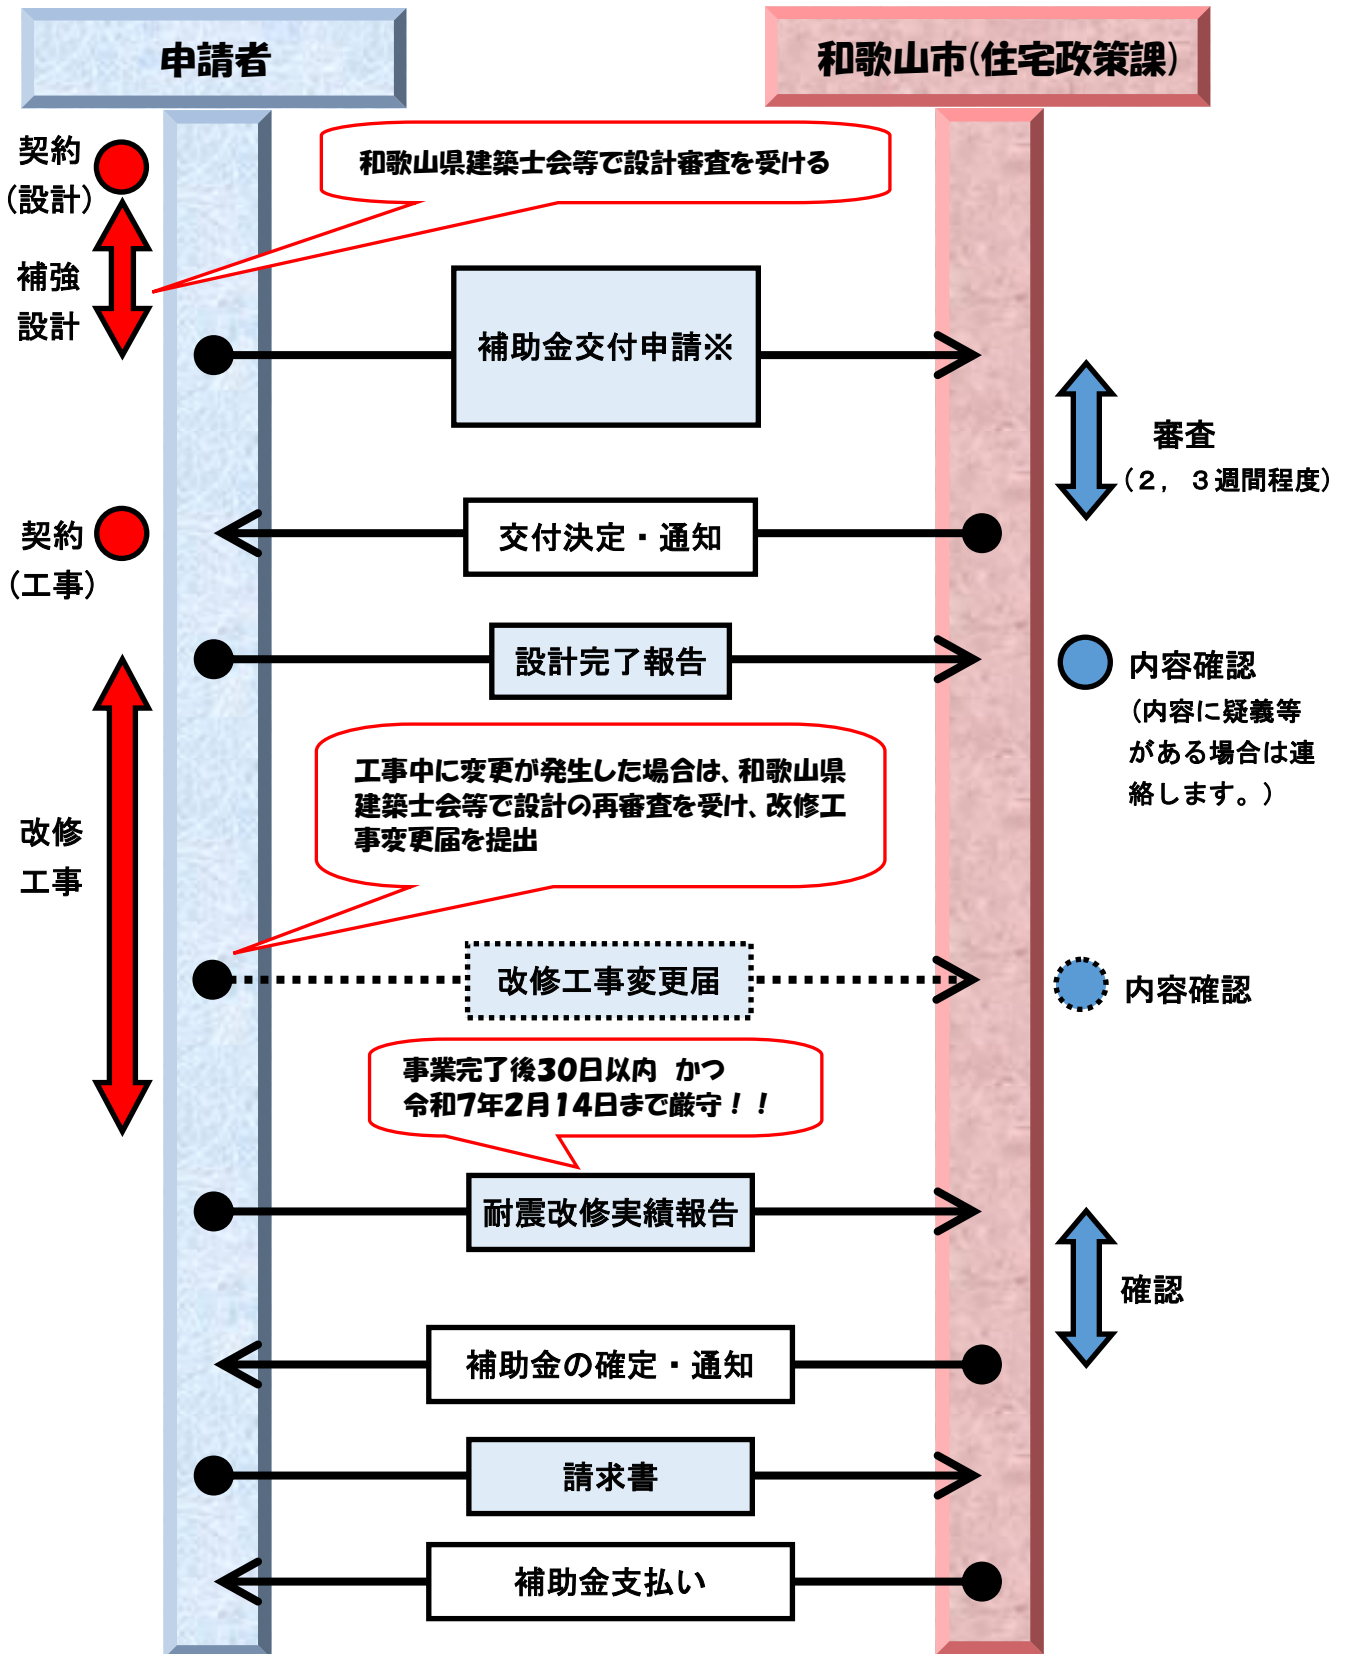 申請者
和歌山市(住宅政策課)
契約
(設計)
和歌山県建築士会等で設計審査を受ける
補強
設計
補助金交付申請※
審査
(２，３週間程度)
契約
(工事)
交付決定・通知
設計完了報告
内容確認
(内容に疑義等
がある場合は連
絡します。)
工事中に変更が発生した場合は、和歌山県
建築士会等で設計の再審査を受け、改修工
事変更届を提出
改修
工事
改修工事変更届
内容確認
事業完了後30日以内　かつ
令和7年2月14日まで厳守！！
耐震改修実績報告
確認
補助金の確定・通知
請求書
補助金支払い